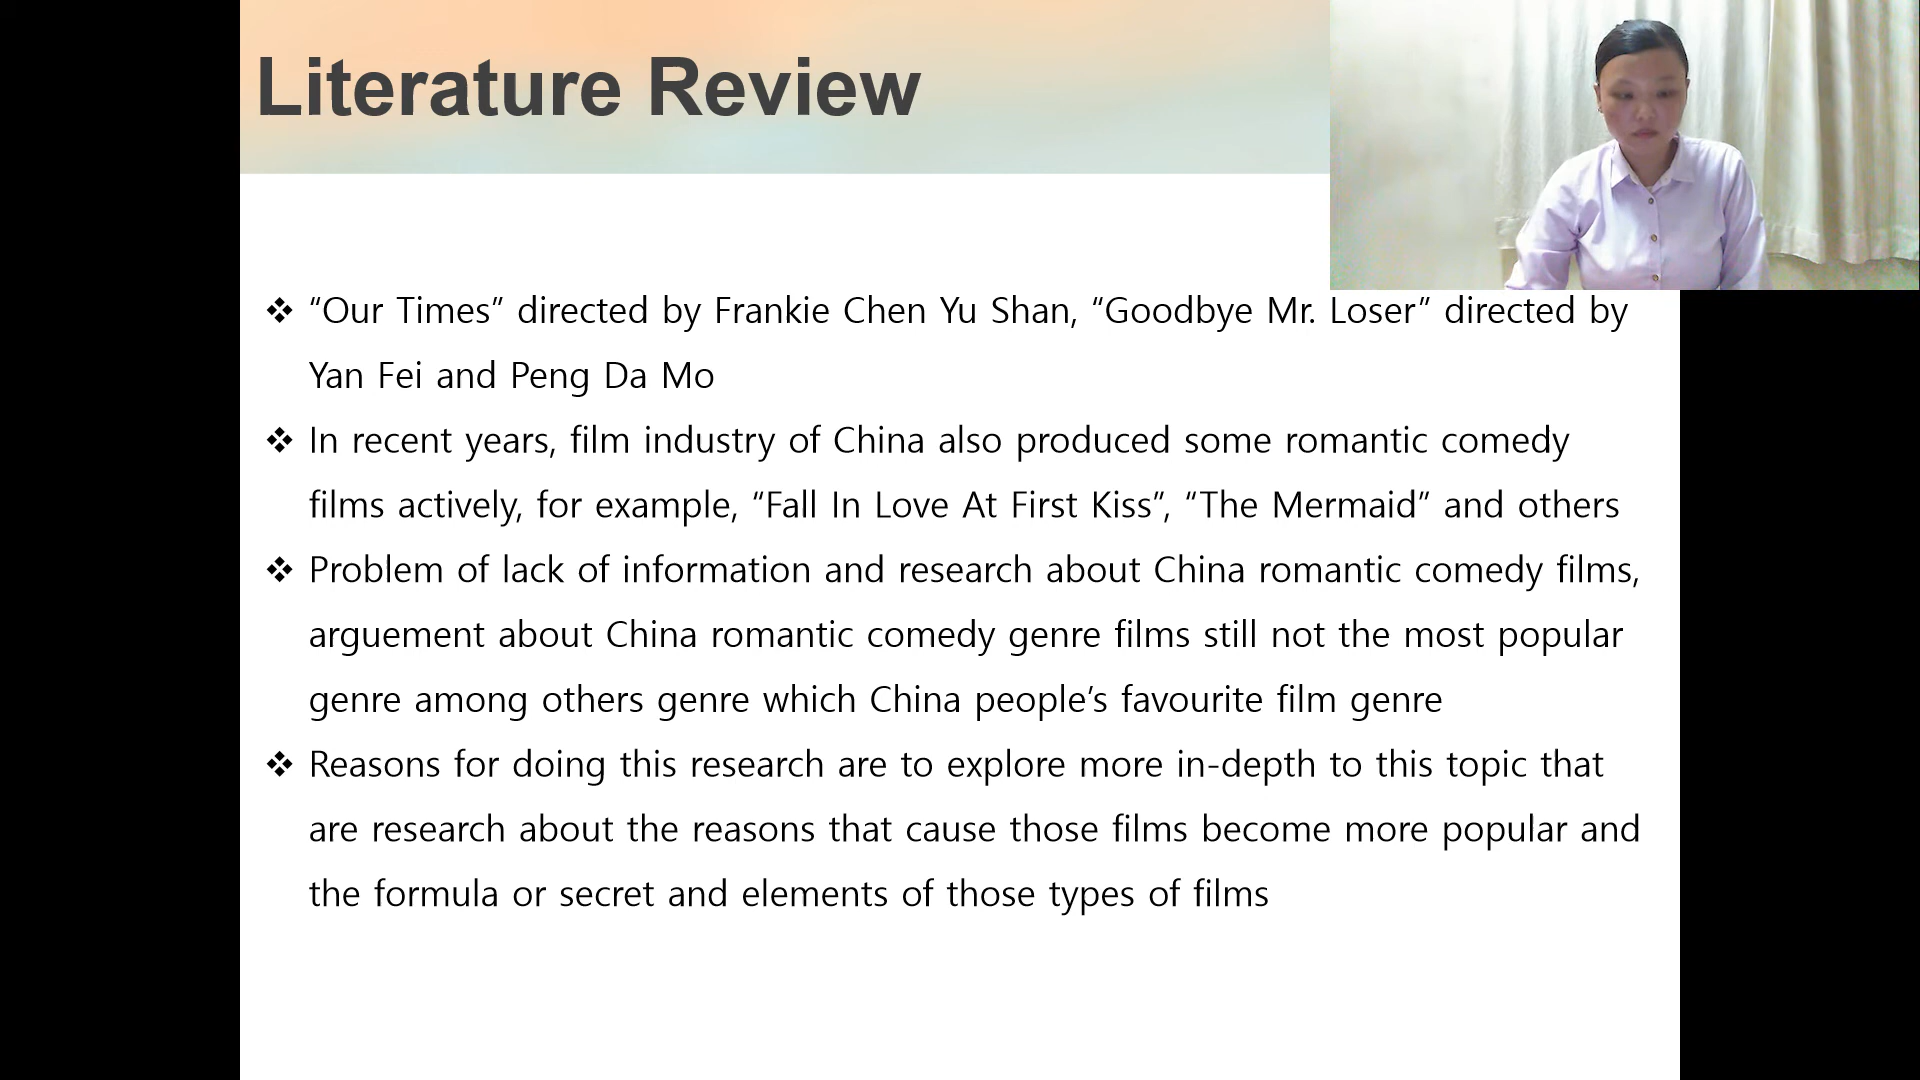 Literature Review
❖ “Our Times” directed by Frankie Chen Yu Shan, “Goodbye Mr. Loser” directed by
Yan Fei and Peng Da Mo
❖ In recent years, film industry of China also produced some romantic comedy
films actively, for example, “Fall In Love At First Kiss”, “The Mermaid” and others
❖ Problem of lack of information and research about China romantic comedy films,
arguement about China romantic comedy genre films still not the most popular
genre among others genre which China people’s favourite film genre
❖ Reasons for doing this research are to explore more in-depth to this topic that
are research about the reasons that cause those films become more popular and
the formula or secret and elements of those types of films